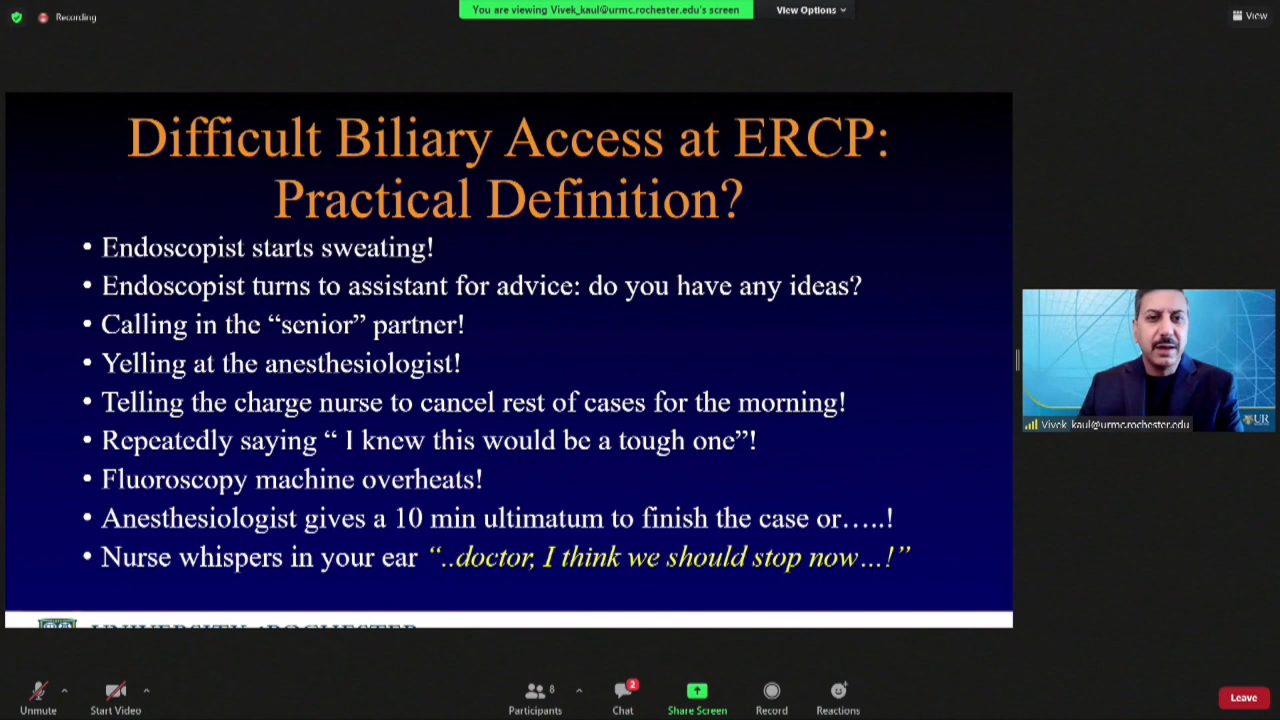 Recording
You are viewing Vivek_kaul@urmc.rochester.edu's screen
View Options
View
Difficult Biliary Access at ERCP:
Practical Definition?
• Endoscopist starts sweating!
• Endoscopist turns to assistant for advice: do you have any ideas?
• Calling in the “senior” partner!
• Yelling at the anesthesiologist!
• Telling the charge nurse to cancel rest of cases for the morning!
• Repeatedly saying “ I knew this would be a tough one”!
• Fluoroscopy machine overheats!
• Anesthesiologist gives a 10 min ultimatum to finish the case or…..!
• Nurse whispers in your ear “..doctor, I think we should stop now…!”
UR
Vivek_kaul@urmc.rochester.edu
UNIVERSITY of ROCHESTER
8
2
Unmute
Start Video
Participants
Chat
Share Screen
Record
Reactions
Leave